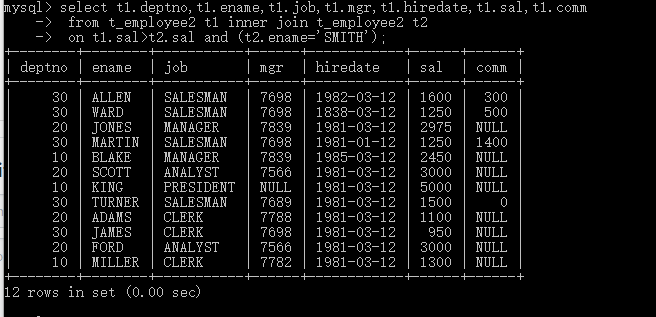 mysql> select t1.deptno,t1.ename,t1.job,t1.mgr,t1.hiredate,t1.sal,t1.comm
-> from t_employee2 t1 inner join t_employee2 t2
-> on t1.sal>t2.sal and (t2.ename='SMITH');
+--------+--------+-----------+------+------------+------+------+
| deptno | ename | job | mgr | hiredate | sal | comm |
+--------+--------+-----------+------+------------+------+------+
| 30 | ALLEN | SALESMAN | 7698 | 1982-03-12 | 1600 | 300 |
| 30 | WARD | SALESMAN | 7698 | 1838-03-12 | 1250 | 500 |
| 20 | JONES | MANAGER | 7839 | 1981-03-12 | 2975 | NULL |
| 30 | MARTIN | SALESMAN | 7698 | 1981-01-12 | 1250 | 1400 |
| 10 | BLAKE | MANAGER | 7839 | 1985-03-12 | 2450 | NULL |
| 20 | SCOTT | ANALYST | 7566 | 1981-03-12 | 3000 | NULL |
| 10 | KING | PRESIDENT | NULL | 1981-03-12 | 5000 | NULL |
| 30 | TURNER | SALESMAN | 7689 | 1981-03-12 | 1500 | 0 |
| 20 | ADAMS | CLERK | 7788 | 1981-03-12 | 1100 | NULL |
| 30 | JAMES | CLERK | 7698 | 1981-03-12 | 950 | NULL |
| 20 | FORD | ANALYST | 7566 | 1981-03-12 | 3000 | NULL |
| 10 | MILLER | CLERK | 7782 | 1981-03-12 | 1300 | NULL |
+--------+--------+-----------+------+------------+------+------+
12 rows in set (0.00 sec)